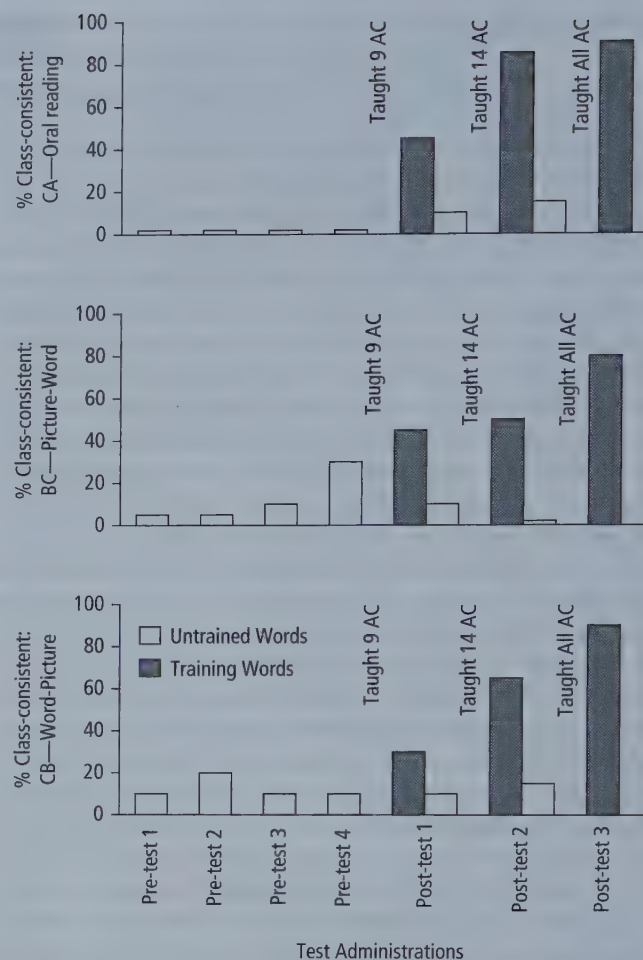 % Class-consistent:
CA—Oral reading
100
80
60
40
20
0
Taught 9 AC
Taught 14 AC
Taught All AC
% Class-consistent:
BC—Picture-Word
100
80
60
40
20
0
Taught 9 AC
Taught 14 AC
Taught All AC
% Class-consistent:
CB—Word-Picture
100
80
60
40
20
0
Untrained Words
Training Words
Taught 9 AC
Taught 14 AC
Taught All AC
Pre-test 1
Pre-test 2
Pre-test 3
Pre-test 4
Post-test 1
Post-test 2
Post-test 3
Test Administrations